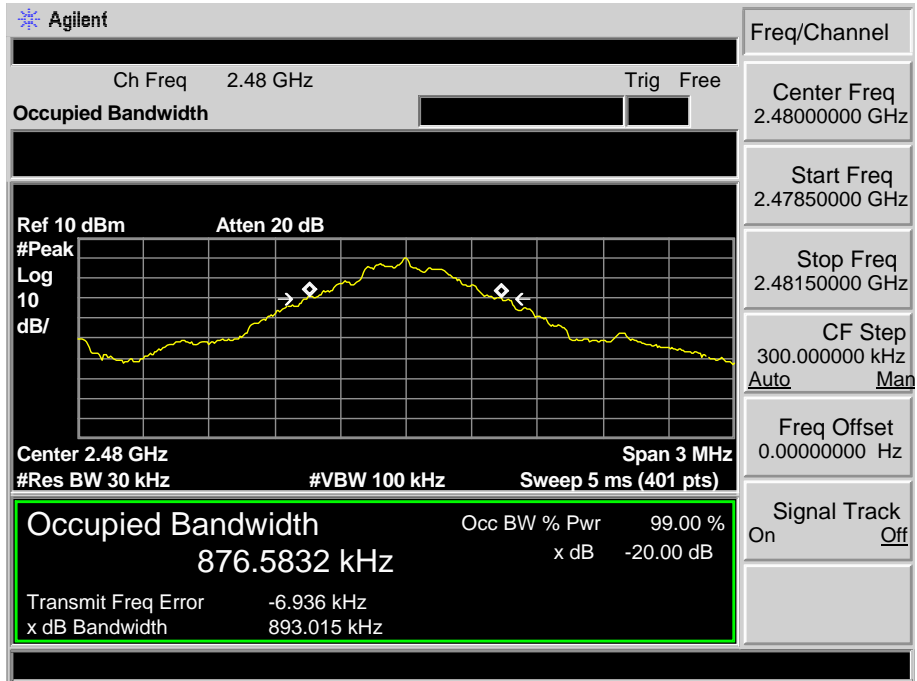 Agilent
Ch Freq 2.48 GHz Trig Free
Occupied Bandwidth
Ref 10 dBm Atten 20 dB
#Peak
Log
10
dB/
Center 2.48 GHz Span 3 MHz
#Res BW 30 kHz #VBW 100 kHz Sweep 5 ms (401 pts)
Occupied Bandwidth
876.5832 kHz
Occ BW % Pwr 99.00 %
x dB -20.00 dB
Transmit Freq Error -6.936 kHz
x dB Bandwidth 893.015 kHz
Freq/Channel
Center Freq
2.48000000 GHz
Start Freq
2.47850000 GHz
Stop Freq
2.48150000 GHz
CF Step
300.000000 kHz
Auto Man
Freq Offset
0.00000000 Hz
Signal Track
On Off